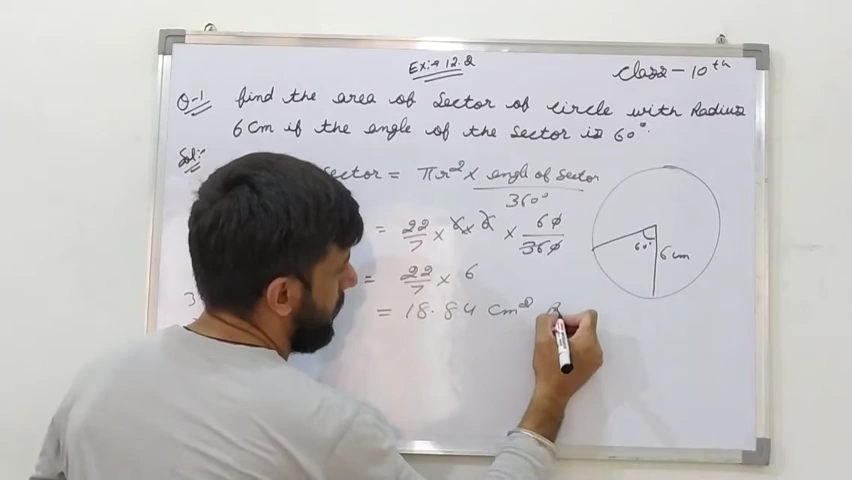 Ex:- 12.2
Class - 10th
Q-1 find the area of Sector of circle with Radius
6 cm if the angle of the sector is 60°.
Sol:-
Sector = πr² × angle of Sector / 360°
= 22/7 × 6 × 6 × 60/360
= 22/7 × 6
= 18.84 cm²
60°
6 cm